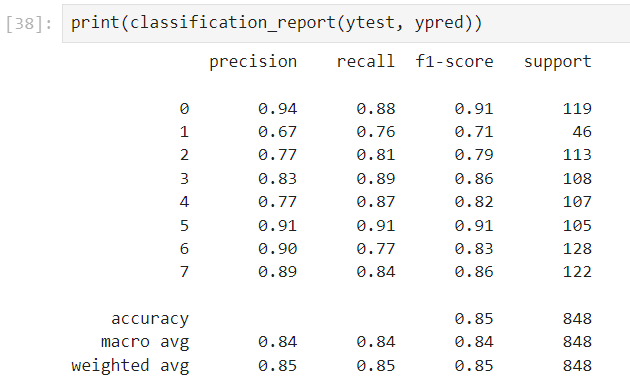 [38]: print(classification_report(ytest, ypred))
precision recall f1-score support
0 0.94 0.88 0.91 119
1 0.67 0.76 0.71 46
2 0.77 0.81 0.79 113
3 0.83 0.89 0.86 108
4 0.77 0.87 0.82 107
5 0.91 0.91 0.91 105
6 0.90 0.77 0.83 128
7 0.89 0.84 0.86 122
accuracy 0.85 848
macro avg 0.84 0.84 0.84 848
weighted avg 0.85 0.85 0.85 848